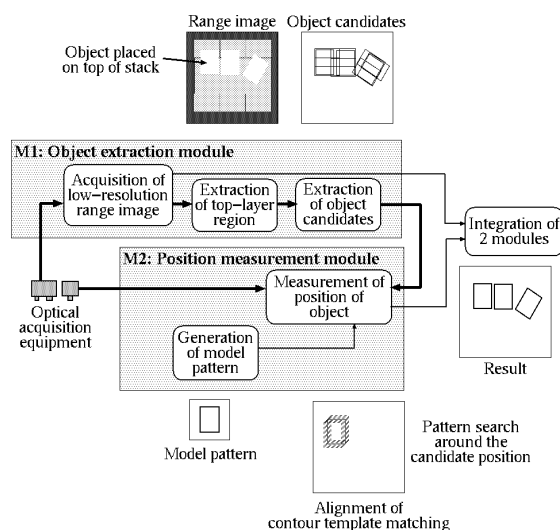 Range image
Object candidates
Object placed
on top of stack
M1: Object extraction module
Acquisition of
low-resolution
range image
Extraction
of top-layer
region
Extraction
of object
candidates
Integration of
2 modules
M2: Position measurement module
Measurement of
position of
object
Optical
acquisition
equipment
Generation
of model
pattern
Result
Model pattern
Pattern search
around the
candidate position
Alignment of
contour template matching